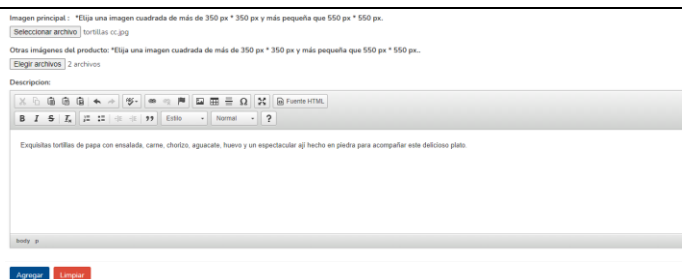 Imagen principal : *Elija una imagen cuadrada de más de 350 px * 350 px y más pequeña que 550 px * 550 px.
Seleccionar archivo tortillas cc.jpg
Otras imágenes del producto: *Elija una imagen cuadrada de más de 350 px * 350 px y más pequeña que 550 px * 550 px..
Elegir archivos 2 archivos
Descripcion:
Fuente HTML
B I S Ix Estilo Normal ?
Exquisitas tortillas de papa con ensalada, carne, chorizo, aguacate, huevo y un espectacular ají hecho en piedra para acompañar este delicioso plato.
body p
Agregar Limpiar